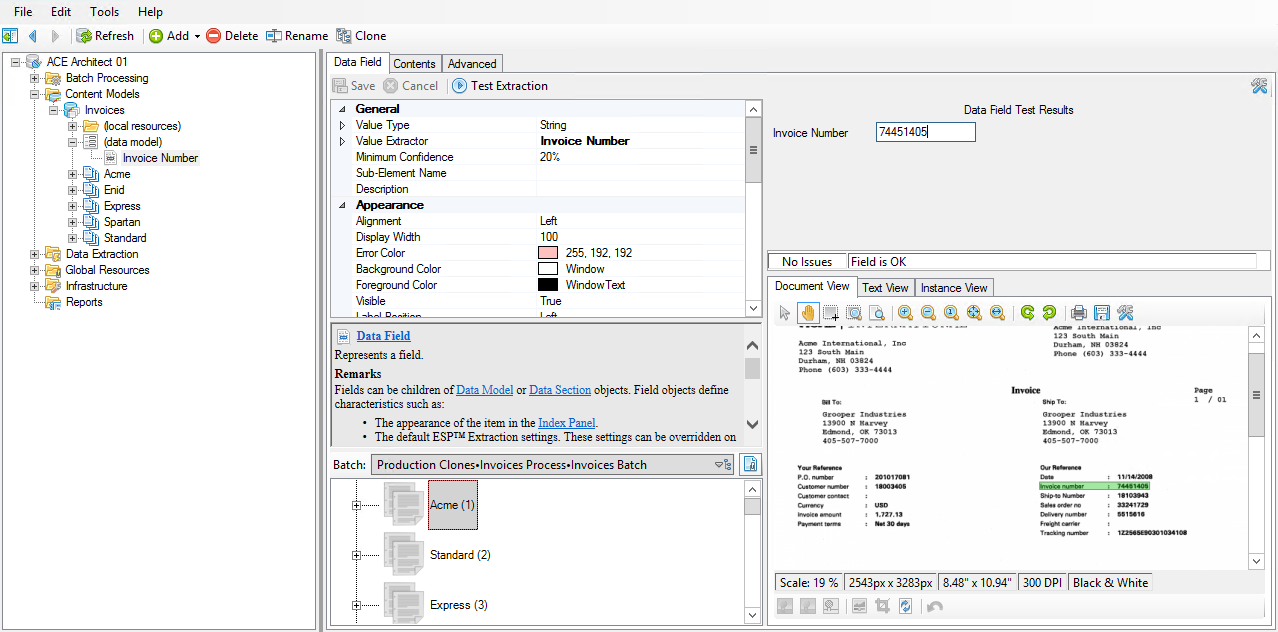 File Edit Tools Help
Refresh Add Delete Rename Clone
ACE Architect 01
Batch Processing
Content Models
Invoices
(local resources)
(data model)
Invoice Number
Acme
Enid
Express
Spartan
Standard
Data Extraction
Global Resources
Infrastructure
Reports
Data Field Contents Advanced
Save Cancel Test Extraction
General
Value Type String
Value Extractor Invoice Number
Minimum Confidence 20%
Sub-Element Name
Description
Appearance
Alignment Left
Display Width 100
Error Color 255, 192, 192
Background Color Window
Foreground Color WindowText
Visible True
Label Position Left
Data Field
Represents a field.
Remarks
Fields can be children of Data Model or Data Section objects. Field objects define
characteristics such as:
• The appearance of the item in the Index Panel.
• The default ESP™ Extraction settings. These settings can be overridden on
Batch: Production Clones•Invoices Process•Invoices Batch
Acme (1)
Standard (2)
Express (3)
Data Field Test Results
Invoice Number 74451405
No Issues Field is OK
Document View Text View Instance View
Acme International, Inc
123 South Main
Durham, NH 03824
Phone (603) 333-4444
Acme International, Inc
123 South Main
Durham, NH 03824
Phone (603) 333-4444
Invoice
Page
1 / 01
Bill To:
Grooper Industries
13900 N Harvey
Edmond, OK 73013
405-507-7000
Ship To:
Grooper Industries
13900 N Harvey
Edmond, OK 73013
405-507-7000
Your Reference
P.O. number : 201017081
Customer number : 18003405
Customer contact :
Currency : USD
Invoice amount : 1,727.13
Payment terms : Net 30 days
Our Reference
Date : 11/14/2008
Invoice number : 74451405
Ship-to Number : 18103943
Sales order no : 33241729
Delivery number : 5515616
Freight carrier :
Tracking number : 1Z2565E90301034108
Scale: 19 % 2543px x 3283px 8.48" x 10.94" 300 DPI Black & White